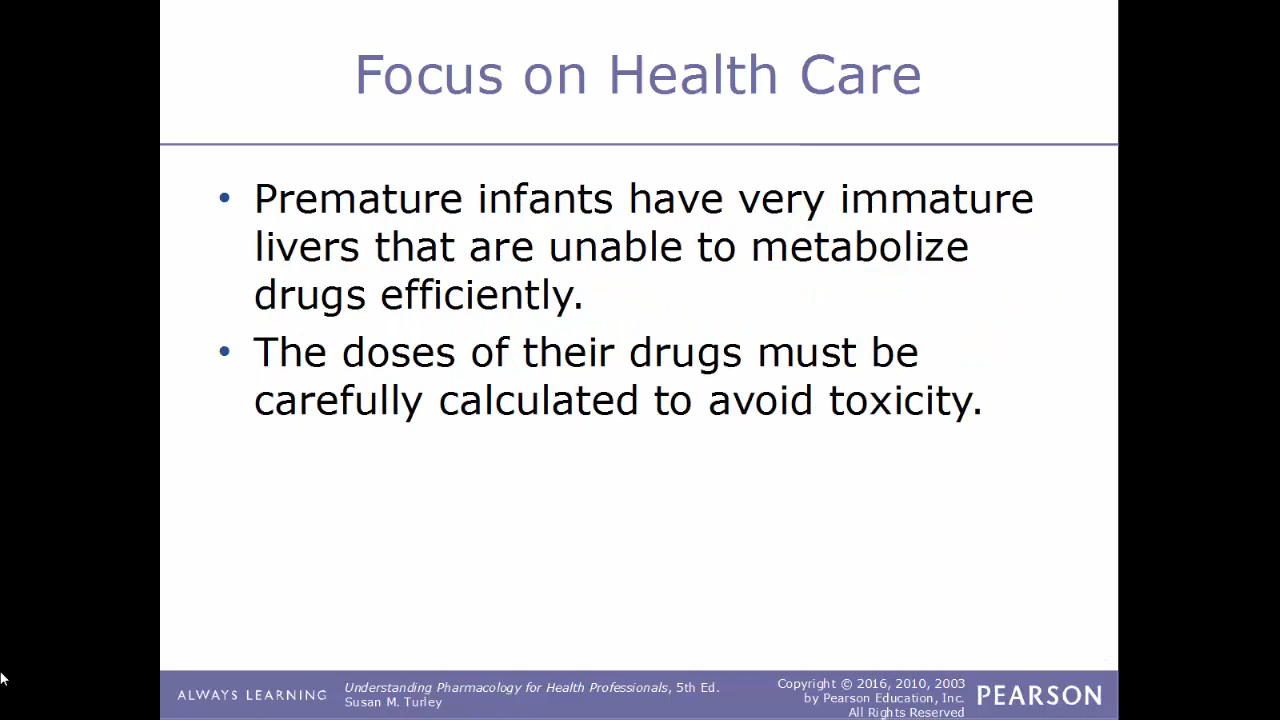 Focus on Health Care
• Premature infants have very immature
livers that are unable to metabolize
drugs efficiently.
• The doses of their drugs must be
carefully calculated to avoid toxicity.
ALWAYS LEARNING
Understanding Pharmacology for Health Professionals, 5th Ed.
Susan M. Turley
Copyright © 2016, 2010, 2003
by Pearson Education, Inc.
All Rights Reserved
PEARSON